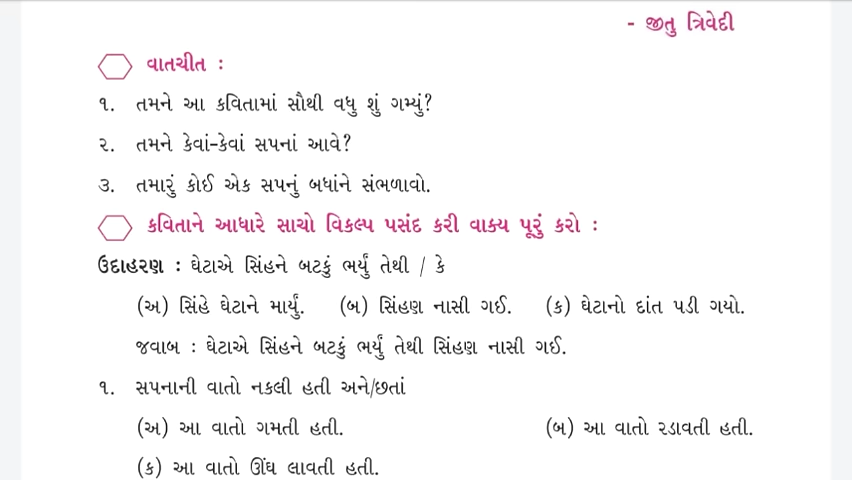 - જીતુ ત્રિવેદી
વાતચીત :
૧. તમને આ કવિતામાં સૌથી વધુ શું ગમ્યું?
૨. તમને કેવાં-કેવાં સપનાં આવે?
૩. તમારું કોઈ એક સપનું બધાંને સંભળાવો.
કવિતાને આધારે સાચો વિકલ્પ પસંદ કરી વાક્ય પૂરું કરો :
ઉદાહરણ : ઘેટાએ સિંહને બટકું ભર્યું તેથી / કે
(અ) સિંહે ઘેટાને માર્યું. (બ) સિંહણ નાસી ગઈ. (ક) ઘેટાનો દાંત પડી ગયો.
જવાબ : ઘેટાએ સિંહને બટકું ભર્યું તેથી સિંહણ નાસી ગઈ.
૧. સપનાની વાતો નકલી હતી અને/છતાં
(અ) આ વાતો ગમતી હતી. (બ) આ વાતો રડાવતી હતી.
(ક) આ વાતો ઊંઘ લાવતી હતી.